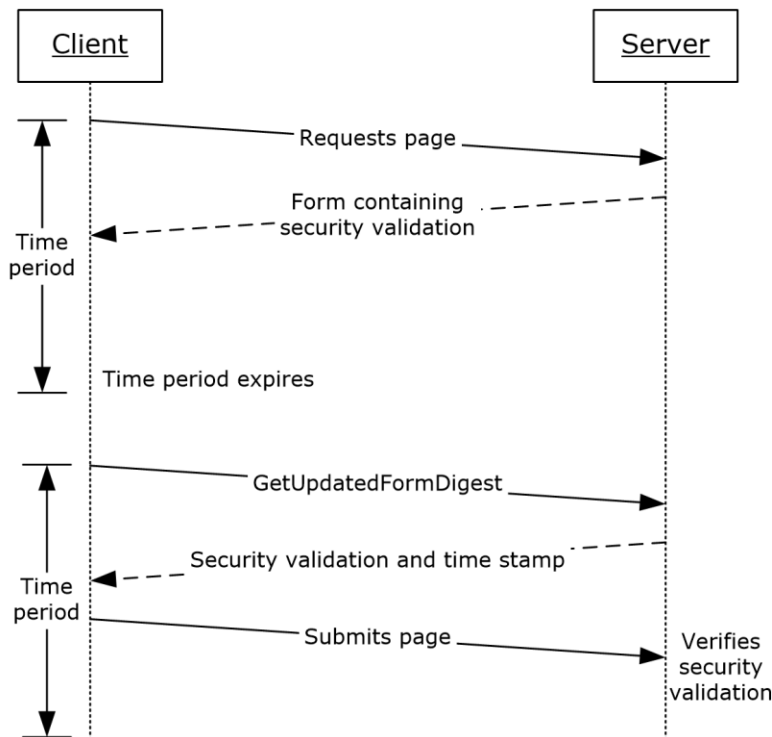 Client
Server
Requests page
Form containing
security validation
Time
period
Time period expires
GetUpdatedFormDigest
Security validation and time stamp
Time
period
Submits page
Verifies
security
validation